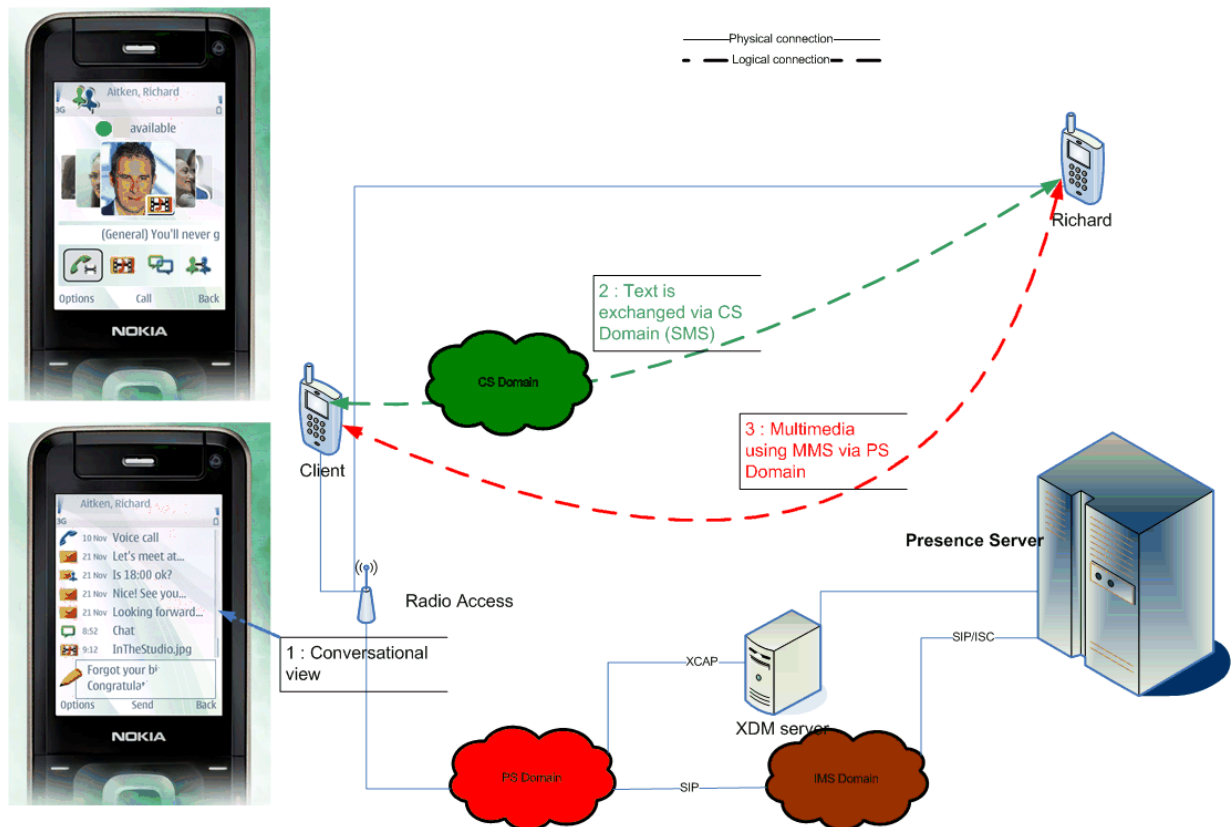 Aitken, Richard
3G
available
(General) You'll never g
Options Call Back
NOKIA
Physical connection
Logical connection
Richard
2 : Text is
exchanged via CS
Domain (SMS)
CS Domain
Client
3 : Multimedia
using MMS via PS
Domain
Aitken, Richard
3G
10 Nov Voice call
21 Nov Let's meet at...
21 Nov Is 18:00 ok?
21 Nov Nice! See you...
21 Nov Looking forward...
8:52 Chat
9:12 InTheStudio.jpg
Forgot your
Congratula
Options Send Back
NOKIA
Radio Access
1 : Conversational
view
Presence Server
XCAP
SIP/ISC
XDM server
PS Domain
SIP
IMS Domain